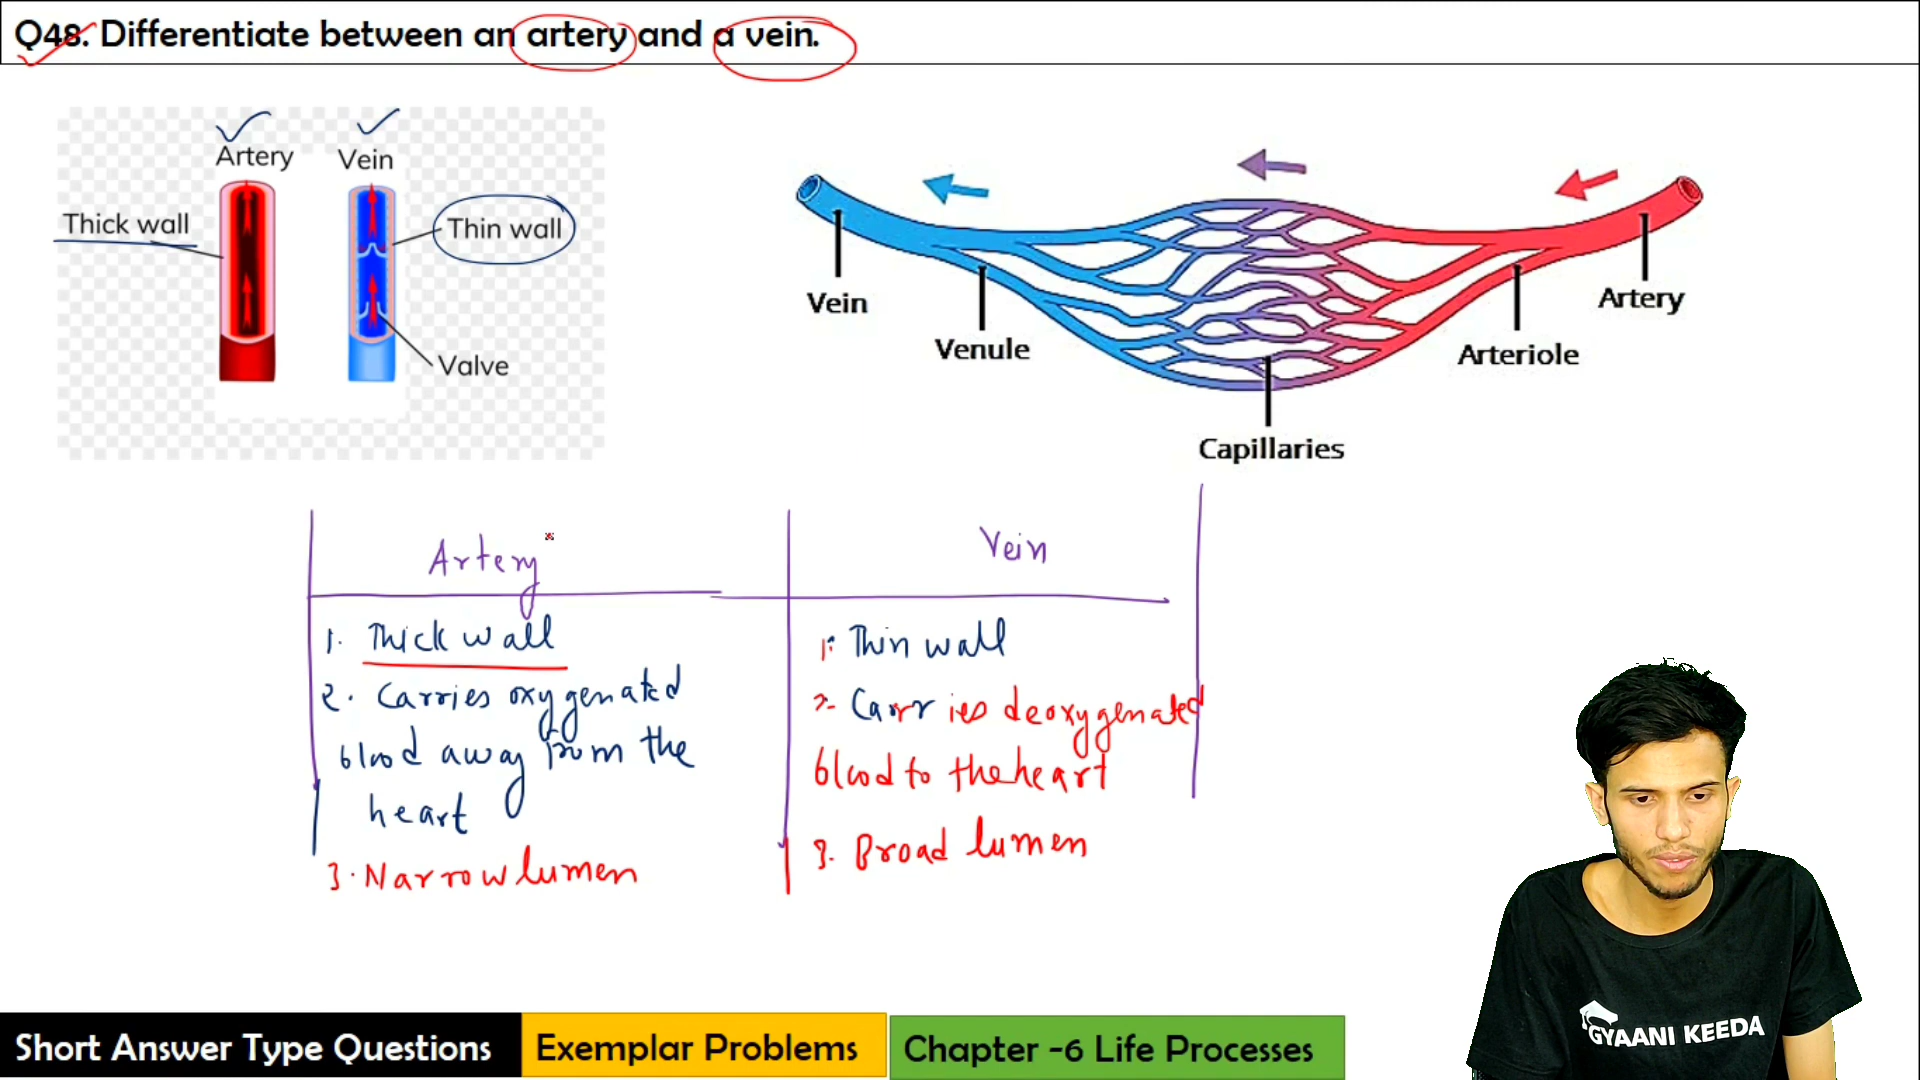 Q48. Differentiate between an artery and a vein.
Artery
Vein
Thick wall
Thin wall
Valve
Vein
Venule
Capillaries
Arteriole
Artery
Artery
Vein
1. Thick wall
2. Carries oxygenated
blood away from the
heart
3. Narrow lumen
1. Thin wall
2. Carries deoxygenated
blood to the heart
3. Broad lumen
GYAANI KEEDA
Short Answer Type Questions
Exemplar Problems
Chapter -6 Life Processes